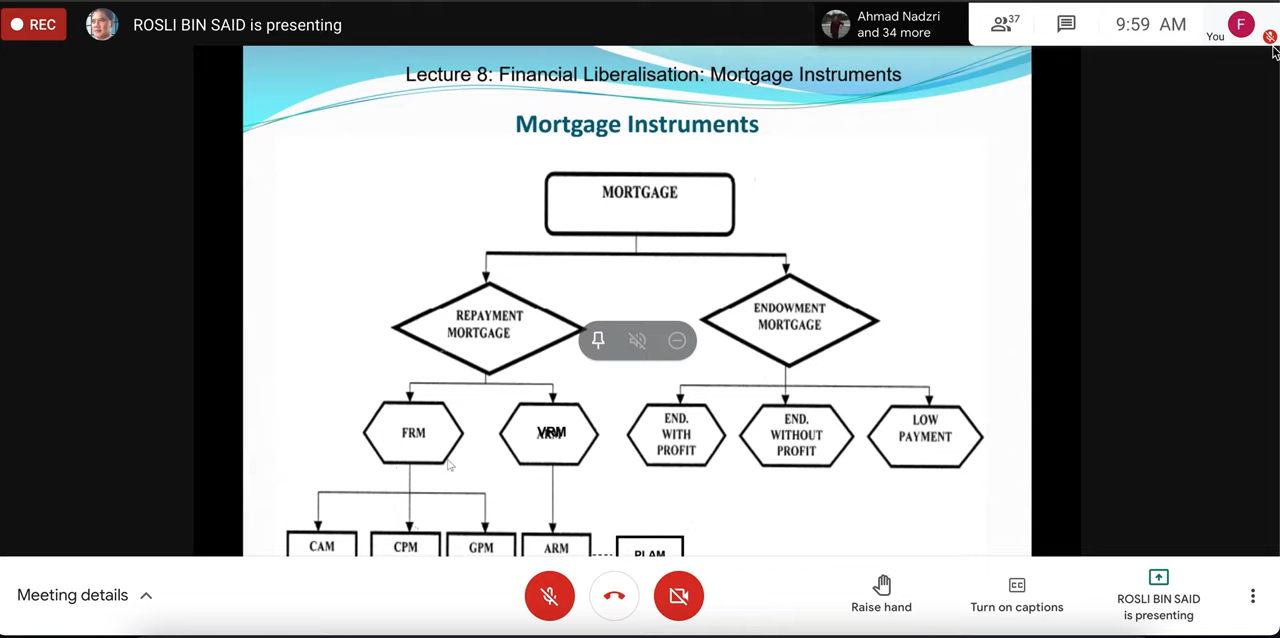 REC
ROSLI BIN SAID is presenting
Ahmad Nadzri
and 34 more
37
9:59 AM
You
F
Lecture 8: Financial Liberalisation: Mortgage Instruments
Mortgage Instruments
MORTGAGE
REPAYMENT
MORTGAGE
ENDOWMENT
MORTGAGE
FRM
VRM
END.
WITH
PROFIT
END.
WITHOUT
PROFIT
LOW
PAYMENT
CAM
CPM
GPM
ARM
PLAM
Meeting details
Raise hand
CC
Turn on captions
ROSLI BIN SAID
is presenting